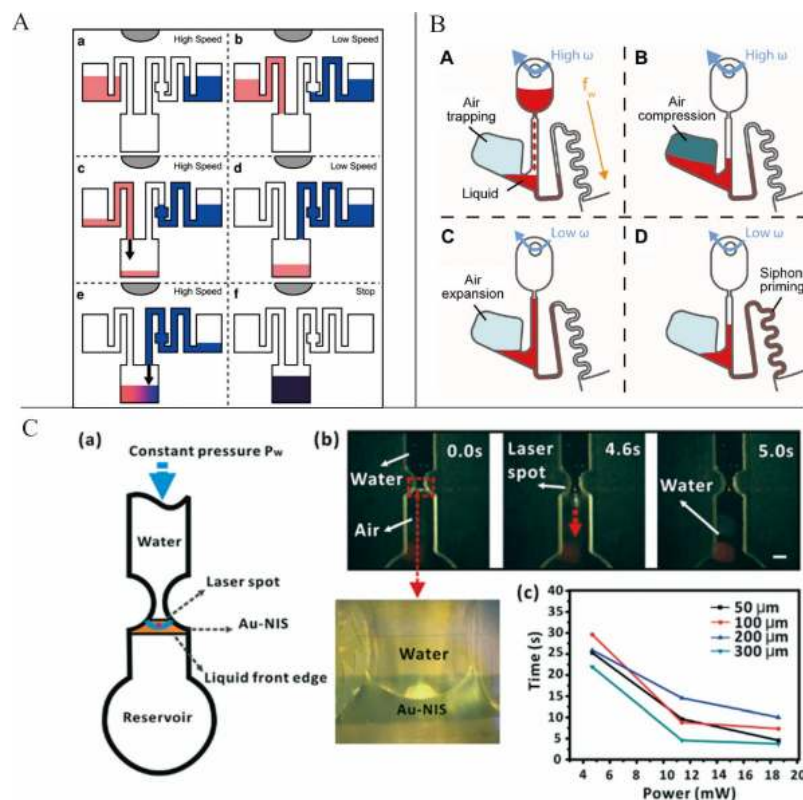 A
a
High Speed
b
Low Speed
c
High Speed
d
Low Speed
e
High Speed
f
Stop
B
A
High ω
Air
trapping
Liquid
f_w
B
High ω
Air
compression
C
Low ω
Air
expansion
D
Low ω
Siphon
priming
C
(a)
Constant pressure Pw
Water
Laser spot
Au-NIS
Liquid front edge
Reservoir
(b)
0.0s
Water
Air
Laser
spot
4.6s
5.0s
Water
Water
Au-NIS
(c)
Time (s)
40
35
30
25
20
15
10
5
0
50 μm
100 μm
200 μm
300 μm
4 6 8 10 12 14 16 18 20
Power (mW)